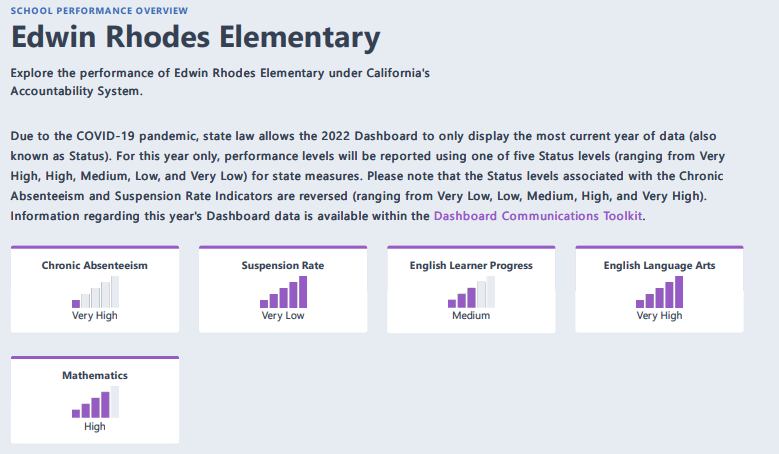 SCHOOL PERFORMANCE OVERVIEW
Edwin Rhodes Elementary
Explore the performance of Edwin Rhodes Elementary under California's
Accountability System.
Due to the COVID-19 pandemic, state law allows the 2022 Dashboard to only display the most current year of data (also
known as Status). For this year only, performance levels will be reported using one of five Status levels (ranging from Very
High, High, Medium, Low, and Very Low) for state measures. Please note that the Status levels associated with the Chronic
Absenteeism and Suspension Rate Indicators are reversed (ranging from Very Low, Low, Medium, High, and Very High).
Information regarding this year's Dashboard data is available within the Dashboard Communications Toolkit.
Chronic Absenteeism
Very High
Suspension Rate
Very Low
English Learner Progress
Medium
English Language Arts
Very High
Mathematics
High